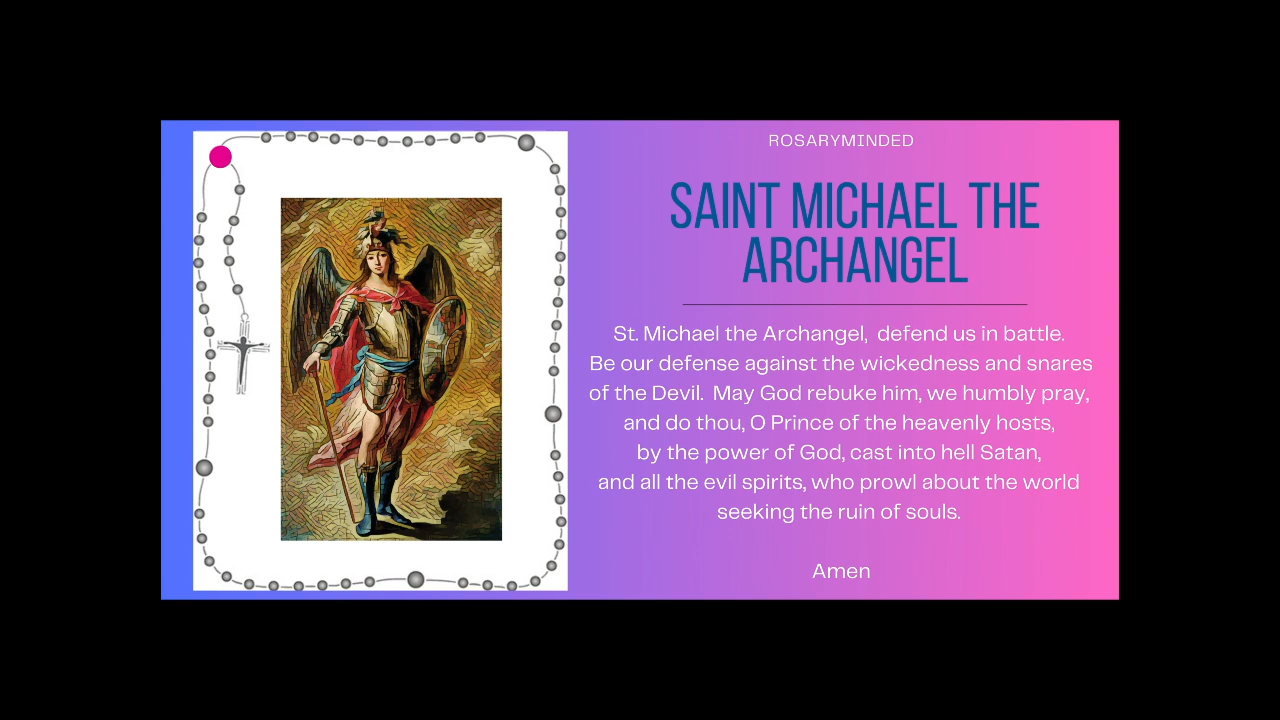 ROSARYMINDED
SAINT MICHAEL THE
ARCHANGEL
St. Michael the Archangel,  defend us in battle.
Be our defense against the wickedness and snares
of the Devil.  May God rebuke him, we humbly pray,
and do thou, O Prince of the heavenly hosts,
by the power of God, cast into hell Satan,
and all the evil spirits, who prowl about the world
seeking the ruin of souls.
Amen